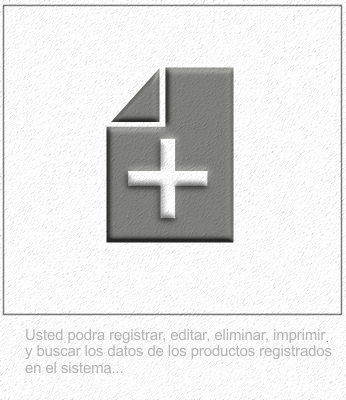 Usted podra registrar, editar, eliminar, imprimir
y buscar los datos de los productos registrados
en el sistema...